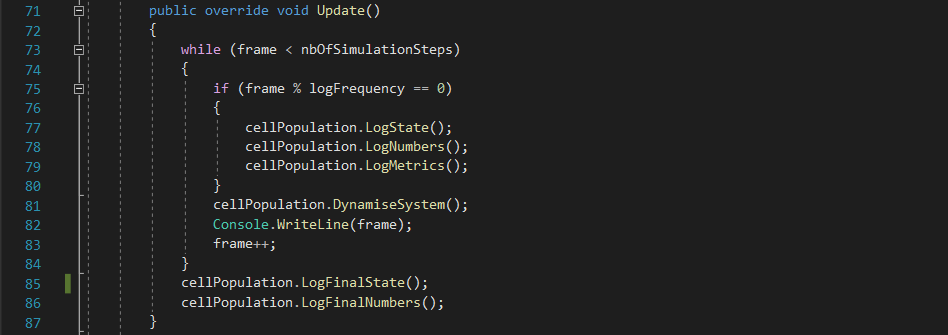 71 public override void Update()
72 {
73 while (frame < nbOfSimulationSteps)
74 {
75 if (frame % logFrequency == 0)
76 {
77 cellPopulation.LogState();
78 cellPopulation.LogNumbers();
79 cellPopulation.LogMetrics();
80 }
81 cellPopulation.DynamiseSystem();
82 Console.WriteLine(frame);
83 frame++;
84 }
85 cellPopulation.LogFinalState();
86 cellPopulation.LogFinalNumbers();
87 }